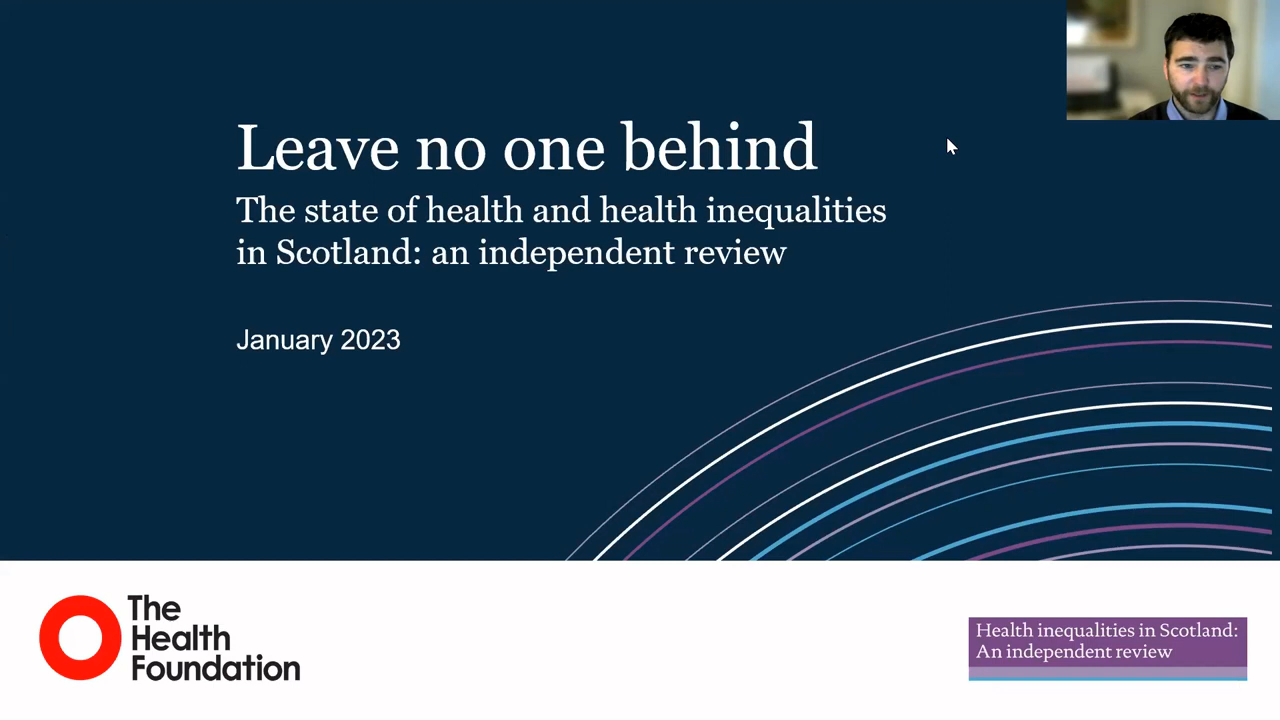 Leave no one behind
The state of health and health inequalities
in Scotland: an independent review
January 2023
The
Health
Foundation
Health inequalities in Scotland:
An independent review